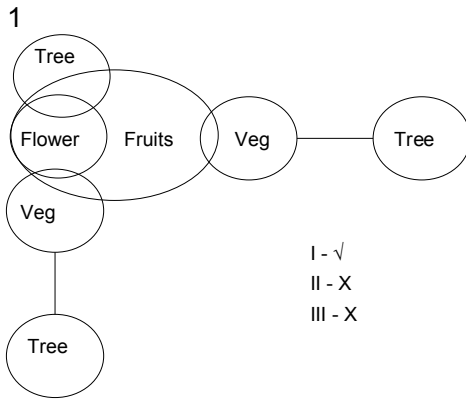 1
Tree
Flower Fruits Veg Tree
Veg
I - √
II - X
III - X
Tree